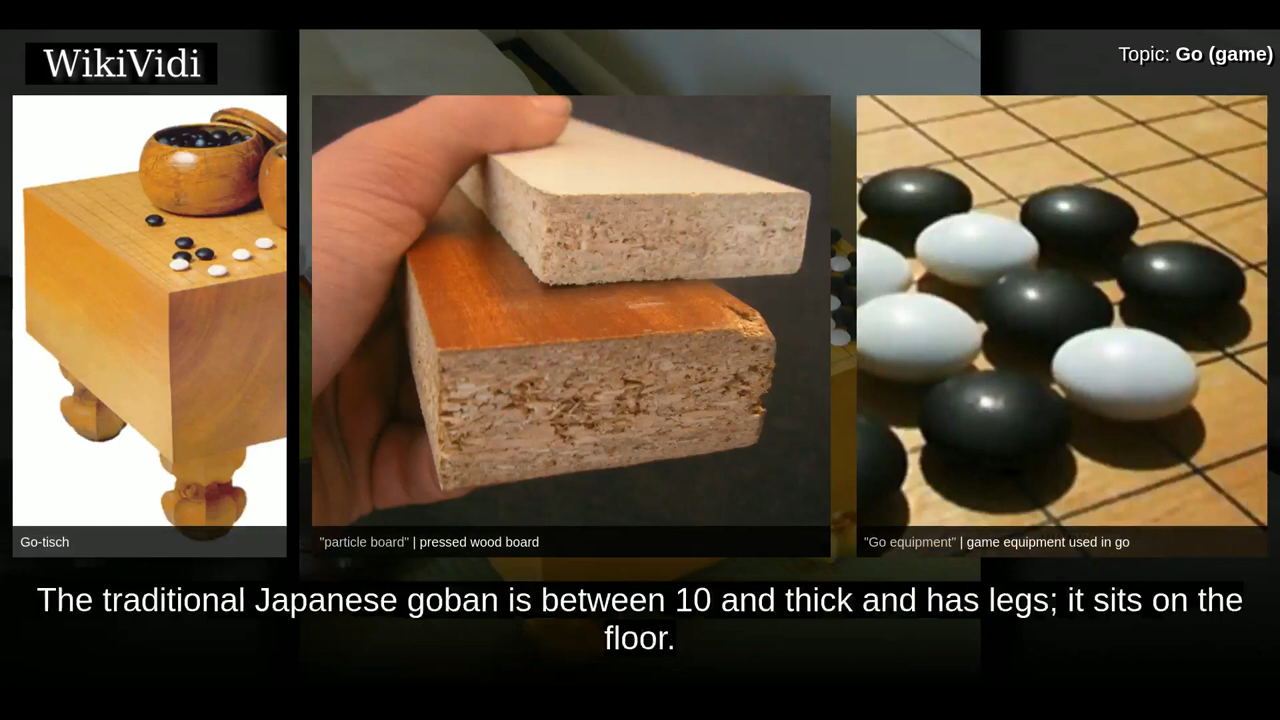 WikiVidi
Topic: Go (game)
Go-tisch
"particle board" | pressed wood board
"Go equipment" | game equipment used in go
The traditional Japanese goban is between 10 and thick and has legs; it sits on the
floor.